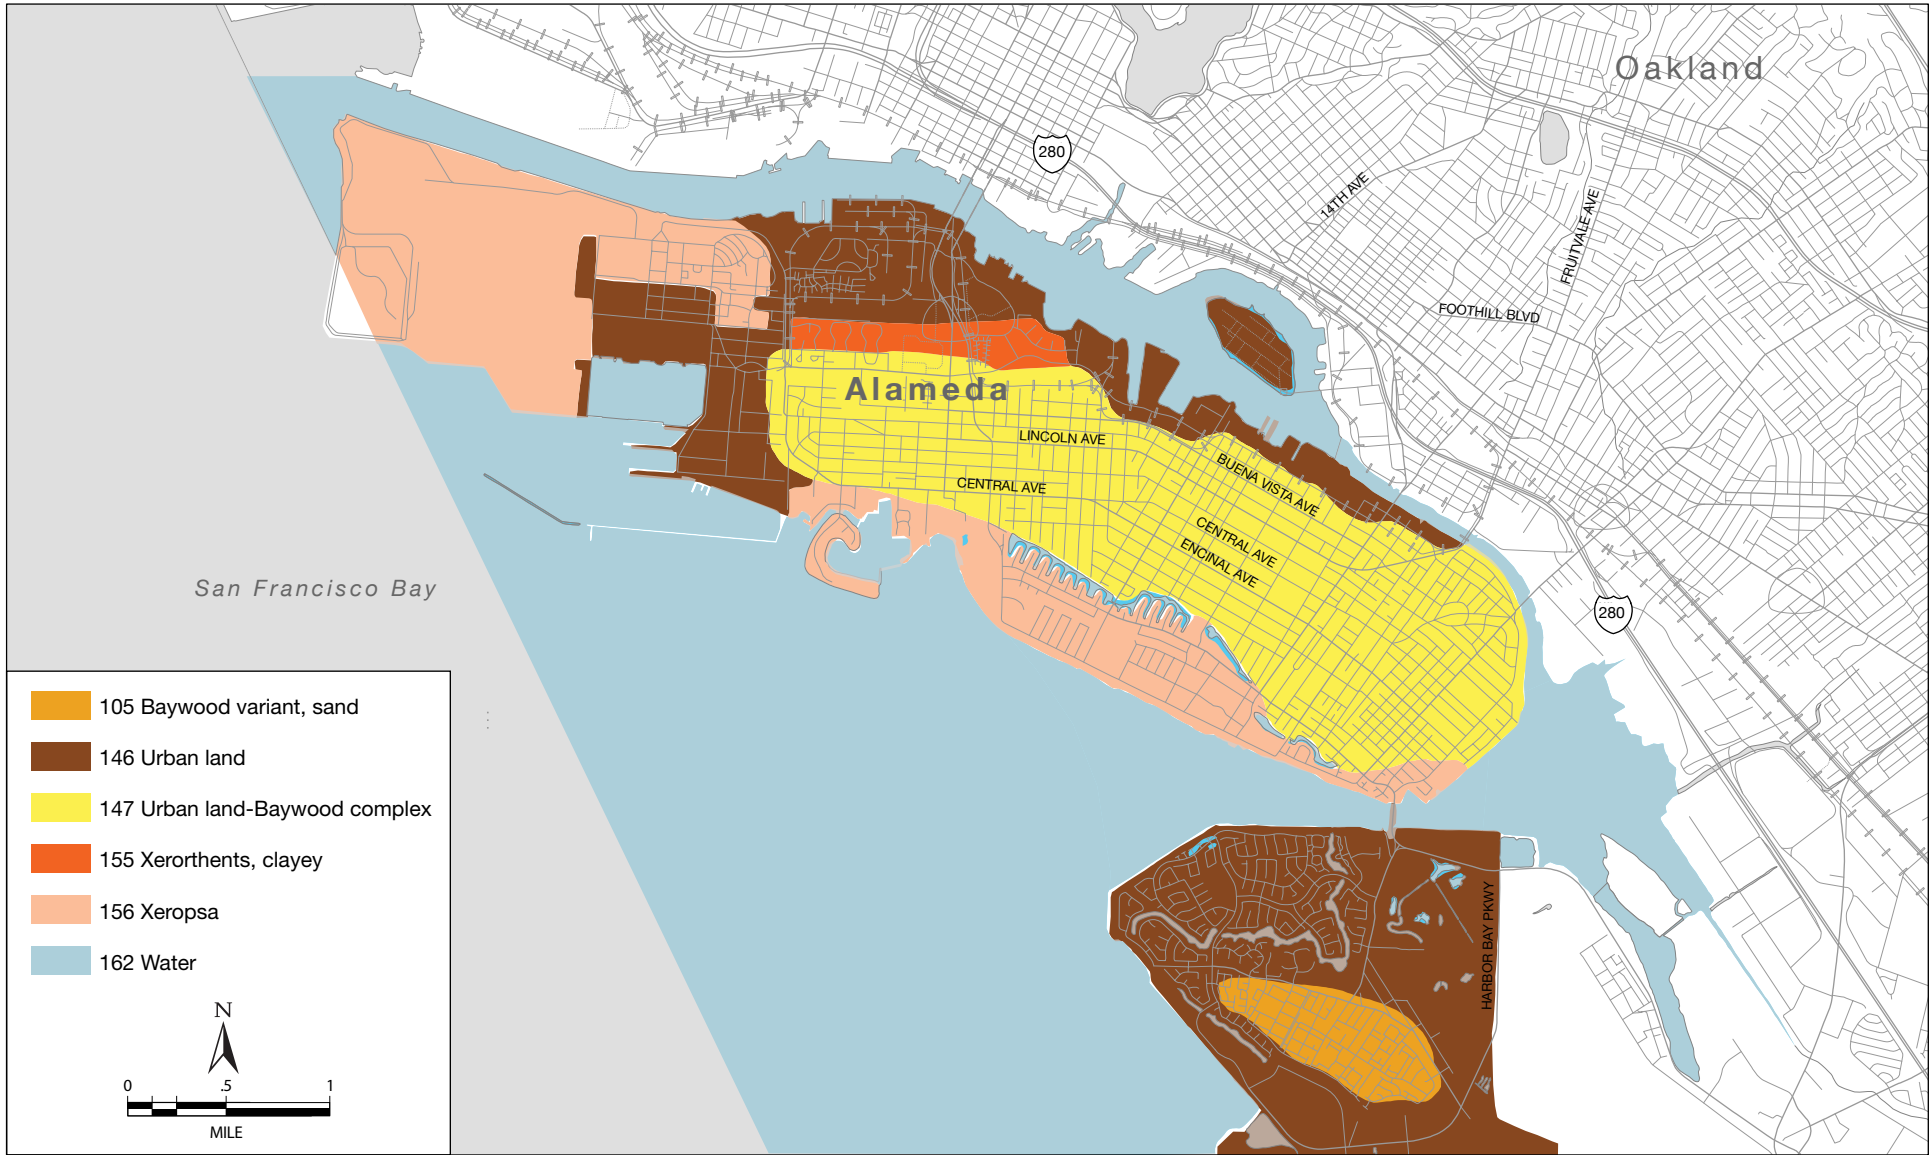 Oakland
280
14TH AVE
FRUITVALE AVE
FOOTHILL BLVD
Alameda
LINCOLN AVE
BUENA VISTA AVE
CENTRAL AVE
CENTRAL AVE
ENCINAL AVE
San Francisco Bay
280
105 Baywood variant, sand
146 Urban land
147 Urban land-Baywood complex
155 Xerorthents, clayey
156 Xeropsa
162 Water
HARBOR BAY PKWY
N
0 .5 1
MILE